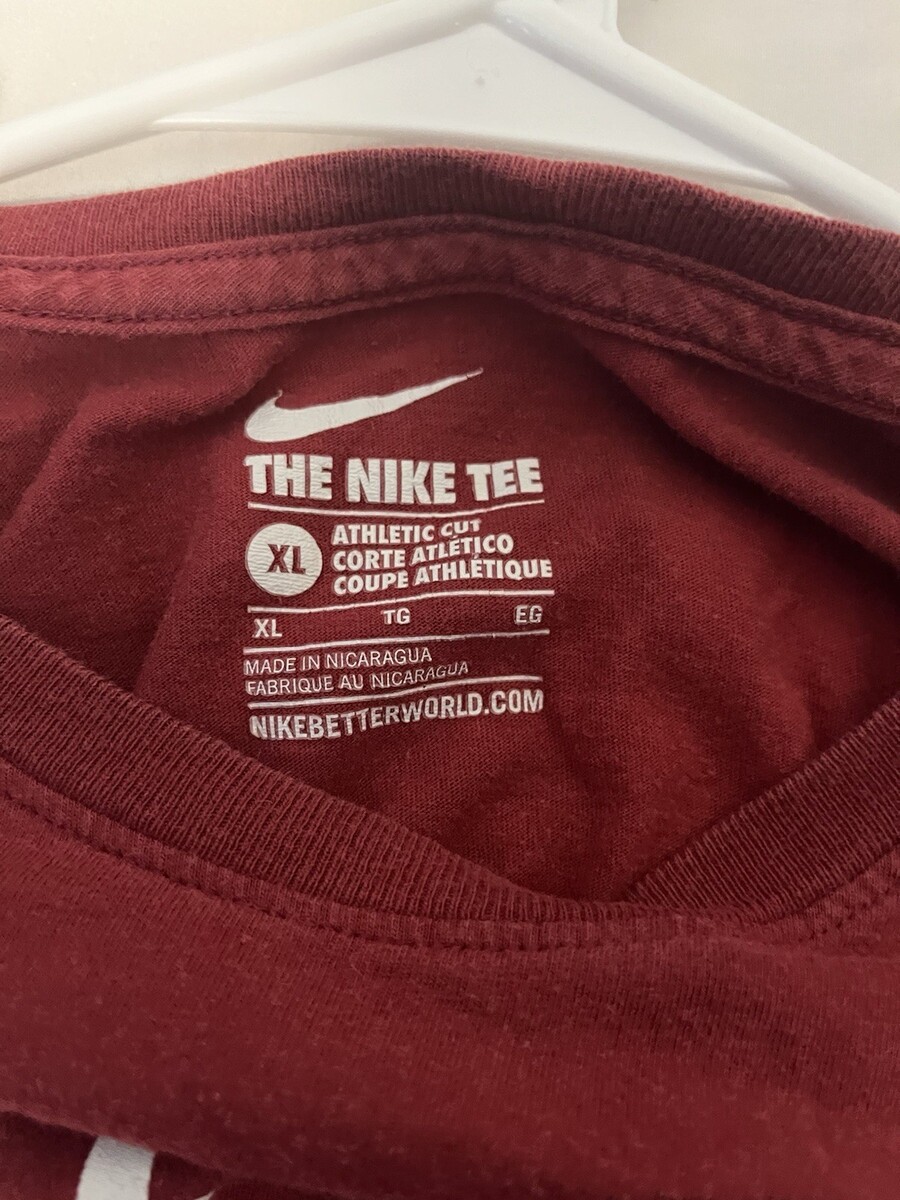 THE NIKE TEE
XL
ATHLETIC CUT
CORTE ATLÉTICO
COUPE ATHLÉTIQUE
XL TG EG
MADE IN NICARAGUA
FABRIQUE AU NICARAGUA
NIKEBETTERWORLD.COM